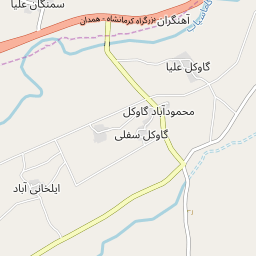 سمنگان علیا
آهنگران
بزرگراه کرمانشاه - همدان
گاوکل علیا
محمودآباد گاوکل
گاوکل سفلی
ایلخانی آباد